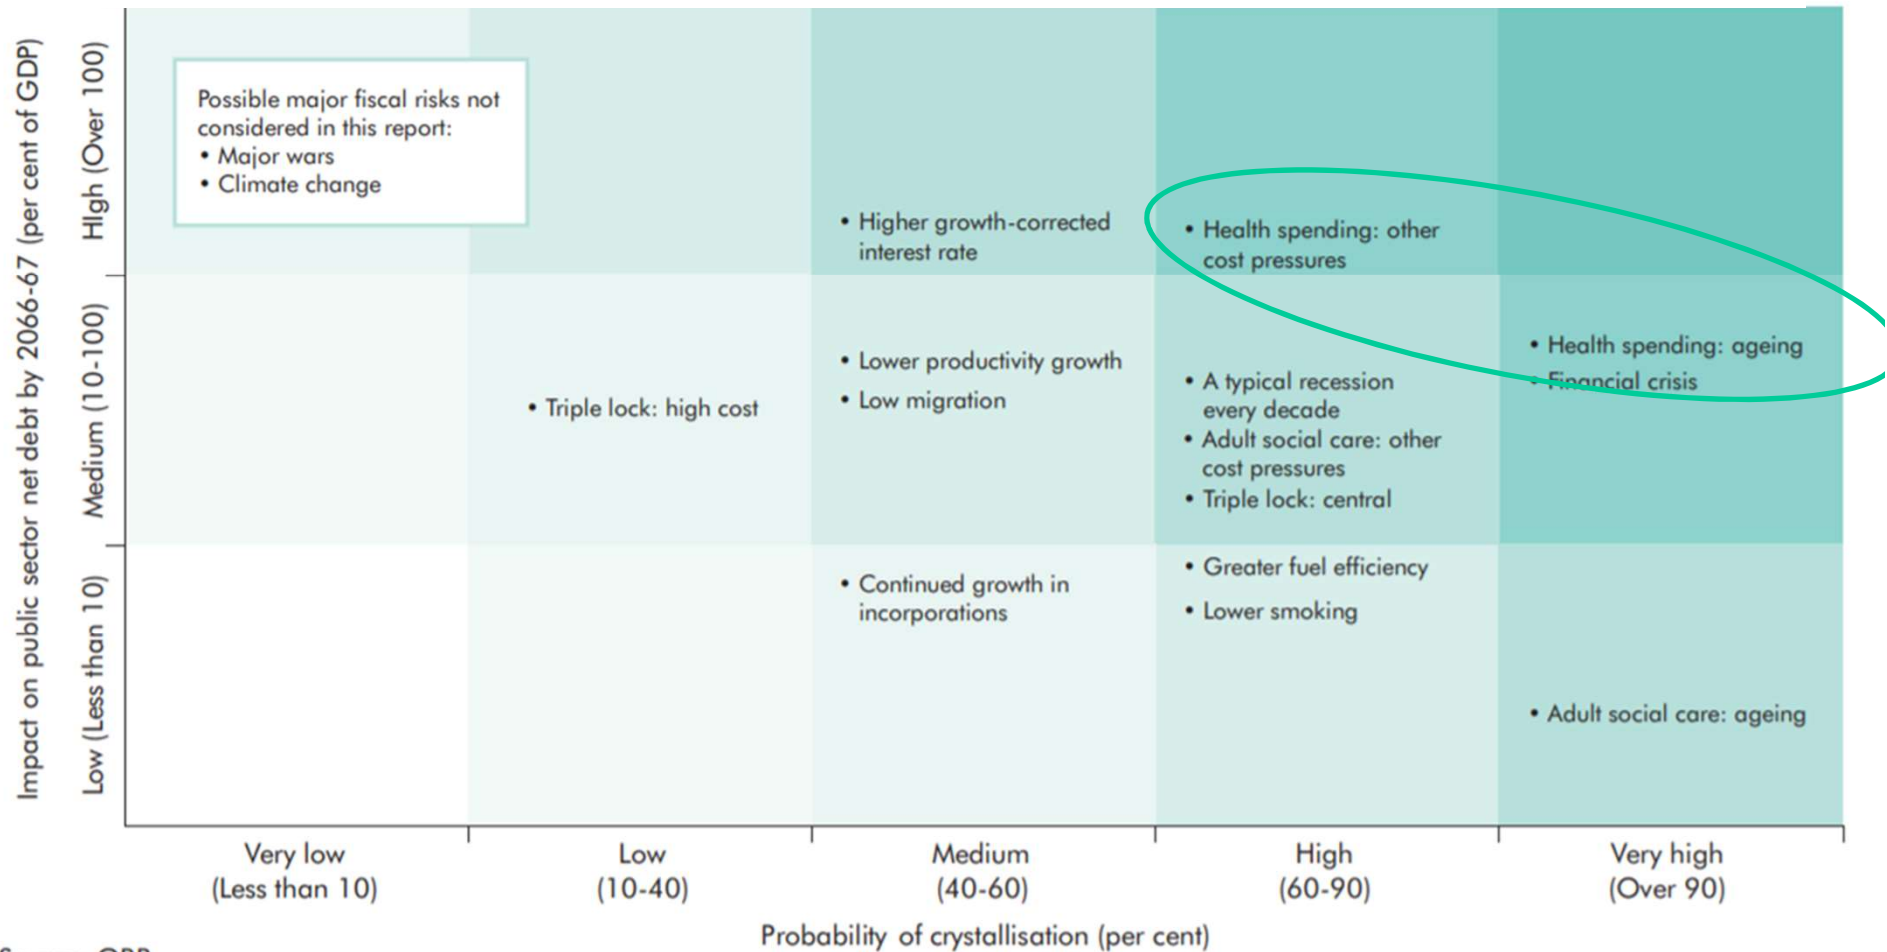 Impact on public sector net debt by 2066-67 (per cent of GDP)
HIgh (Over 100)
Medium (10-100)
Low (Less than 10)
Possible major fiscal risks not
considered in this report:
• Major wars
• Climate change
• Higher growth-corrected
interest rate
• Health spending: other
cost pressures
• Triple lock: high cost
• Lower productivity growth
• Low migration
• A typical recession
every decade
• Adult social care: other
cost pressures
• Triple lock: central
• Health spending: ageing
• Financial crisis
• Continued growth in
incorporations
• Greater fuel efficiency
• Lower smoking
• Adult social care: ageing
Very low
(Less than 10)
Low
(10-40)
Medium
(40-60)
High
(60-90)
Very high
(Over 90)
Probability of crystallisation (per cent)